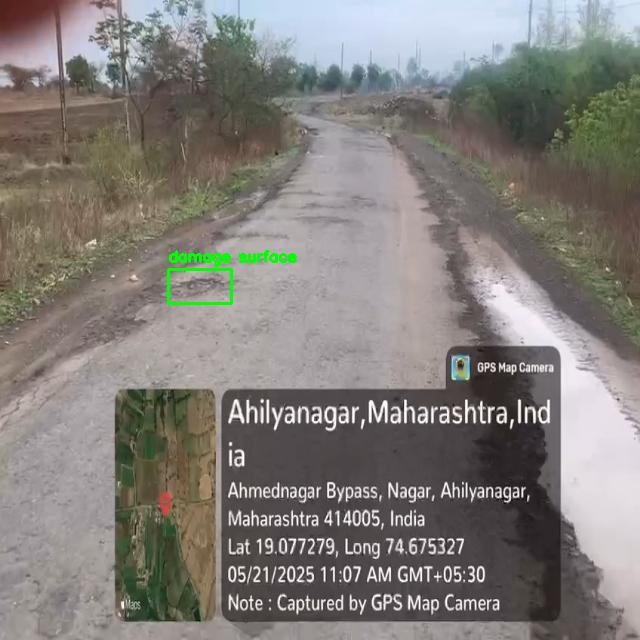 damage surface
GPS Map Camera
Ahilyanagar,Maharashtra,Ind
ia
Ahmednagar Bypass, Nagar, Ahilyanagar,
Maharashtra 414005, India
Lat 19.077279, Long 74.675327
05/21/2025 11:07 AM GMT+05:30
Note : Captured by GPS Map Camera
Maps